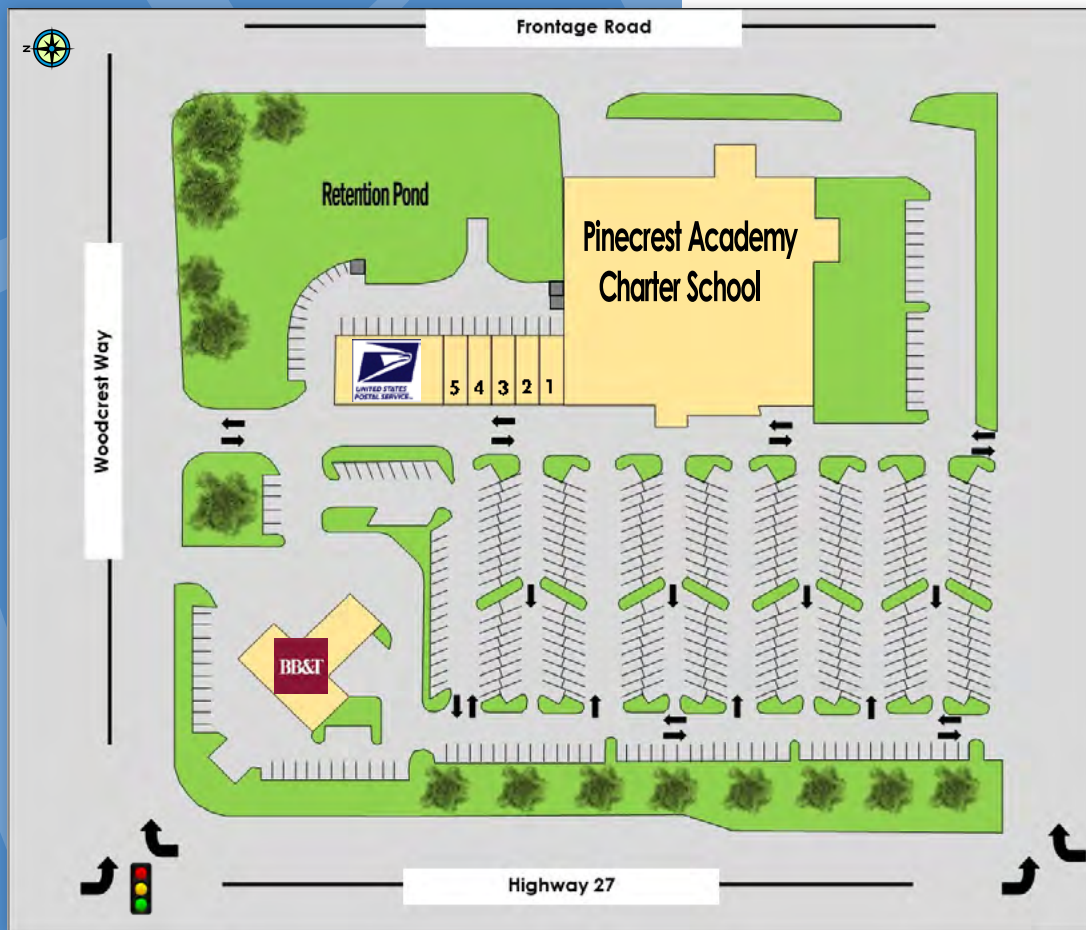 Frontage Road
Z
Retention Pond
Pinecrest Academy
Charter School
UNITED STATES
POSTAL SERVICE™
5 4 3 2 1
Woodcrest Way
BB&T
Highway 27